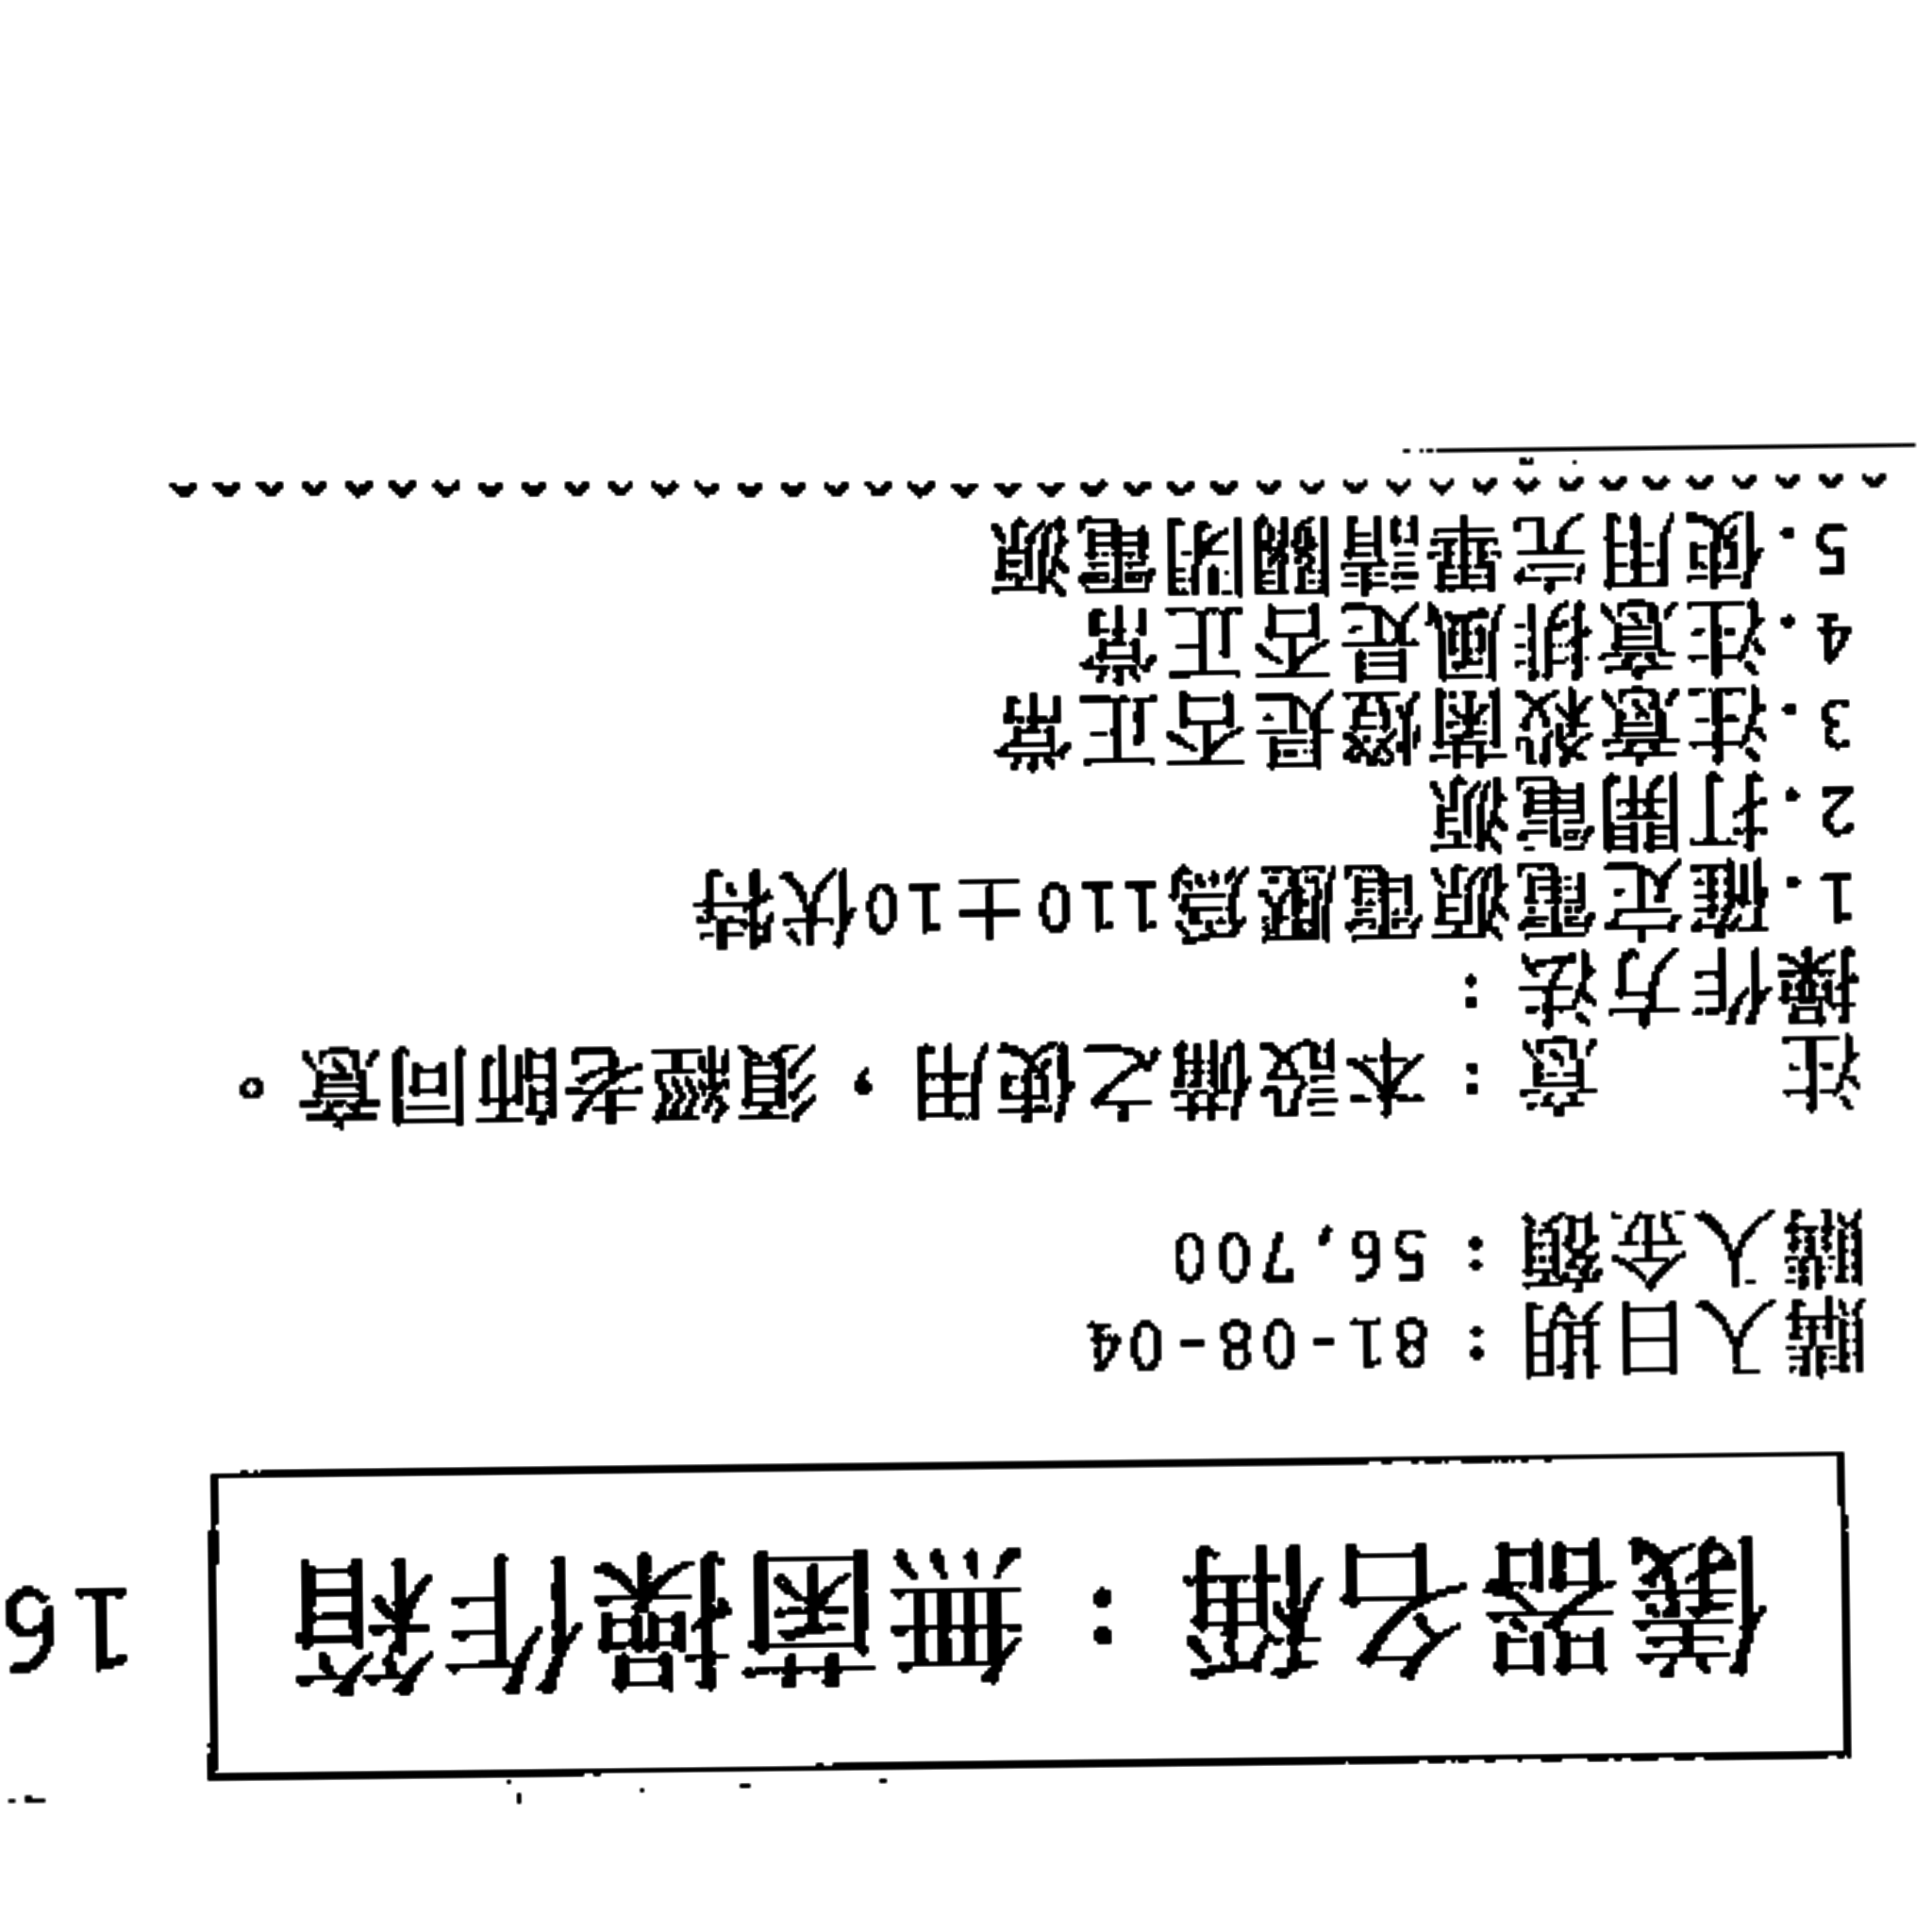 儀器名稱：無菌操作箱 16
購入日期：81-08-04
購入金額：56,700
注　　意：本設備之使用，須經老師同意。
操作方法：
1.確定電源電壓為110±10伏特
2.打開電源
3.注意殺菌燈是否正常
4.注意排風是否正常
5.使用完畢請關閉電源